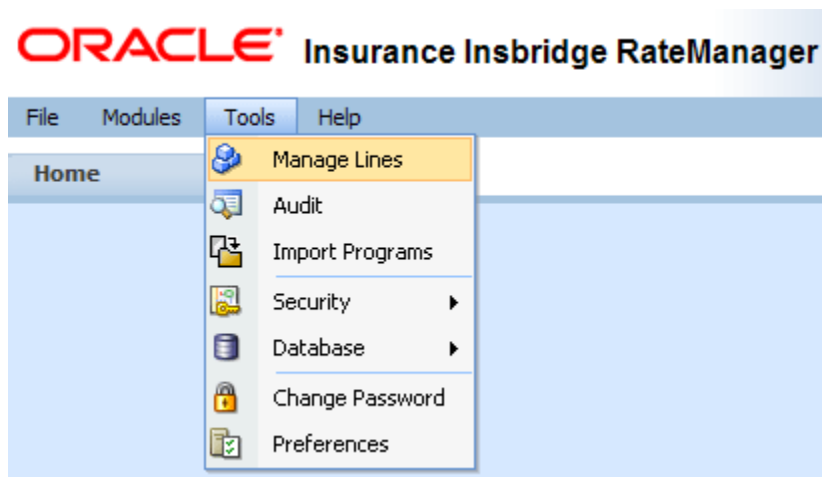 ORACLE Insurance Insbridge RateManager
File Modules Tools Help
Home
Manage Lines
Audit
Import Programs
Security
Database
Change Password
Preferences